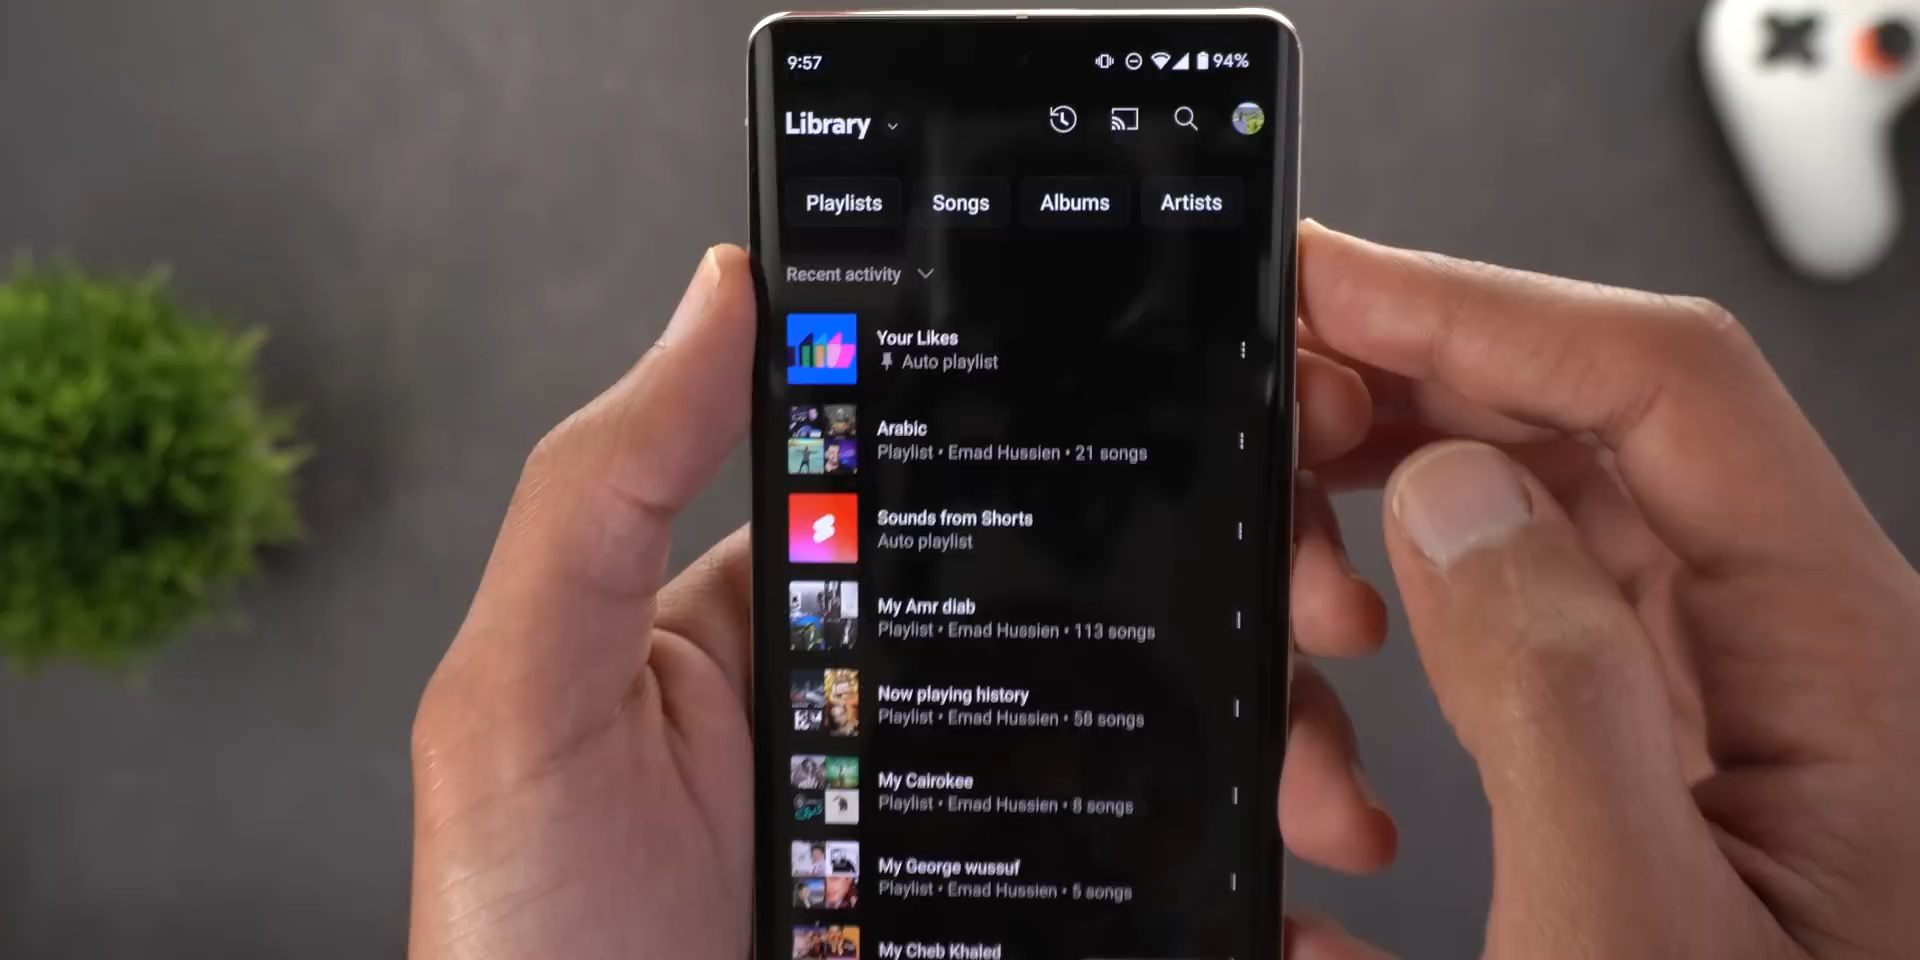 9:57
94%
Library
Playlists
Songs
Albums
Artists
Recent activity
Your Likes
Auto playlist
Arabic
Playlist • Emad Hussien • 21 songs
Sounds from Shorts
Auto playlist
My Amr diab
Playlist • Emad Hussien • 113 songs
Now playing history
Playlist • Emad Hussien • 58 songs
My Cairokee
Playlist • Emad Hussien • 8 songs
My George wussuf
Playlist • Emad Hussien • 5 songs
My Cheb Khaled